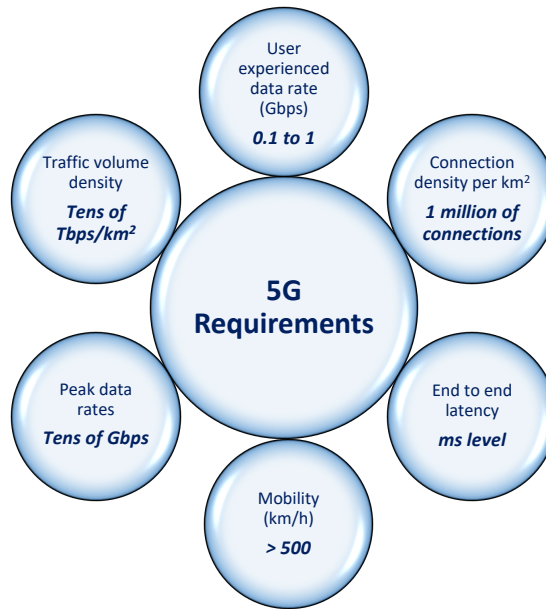 User
experienced
data rate
(Gbps)
0.1 to 1
Traffic volume
density
Tens of
Tbps/km²
Connection
density per km²
1 million of
connections
5G
Requirements
Peak data
rates
Tens of Gbps
End to end
latency
ms level
Mobility
(km/h)
> 500